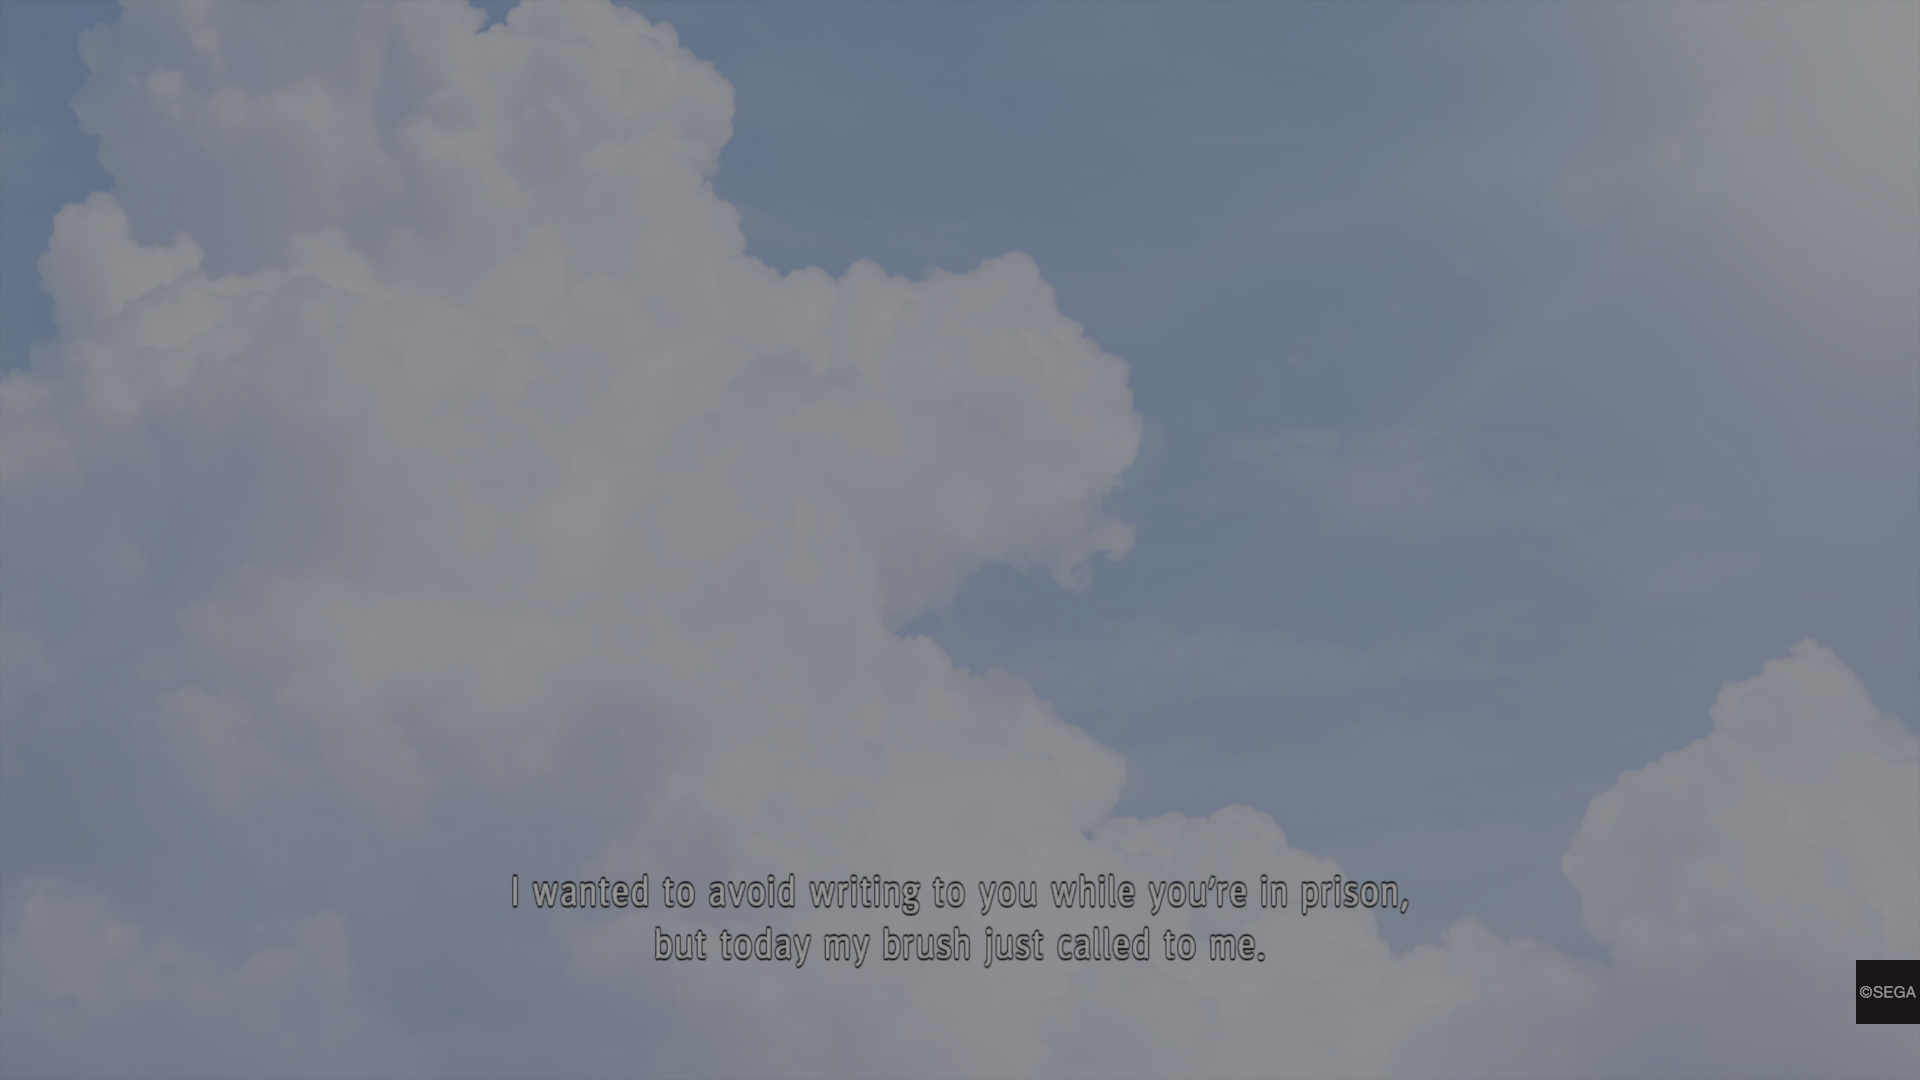 I wanted to avoid writing to you while you're in prison,
but today my brush just called to me.
©SEGA